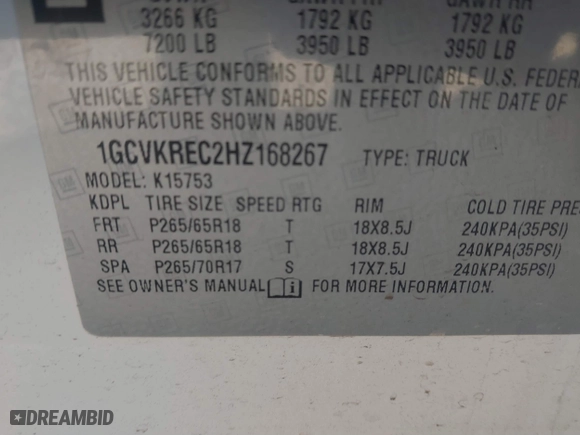 3266 KG 1792 KG 1792 KG
7200 LB 3950 LB 3950 LB
THIS VEHICLE CONFORMS TO ALL APPLICABLE U.S. FEDERA
VEHICLE SAFETY STANDARDS IN EFFECT ON THE DATE OF
MANUFACTURE SHOWN ABOVE.
1GCVKREC2HZ168267 TYPE: TRUCK
MODEL: K15753
KDPL TIRE SIZE SPEED RTG RIM COLD TIRE PRE
FRT P265/65R18 T 18X8.5J 240KPA(35PSI)
RR P265/65R18 T 18X8.5J 240KPA(35PSI)
SPA P265/70R17 S 17X7.5J 240KPA(35PSI)
SEE OWNER'S MANUAL FOR MORE INFORMATION.
DREAMBID